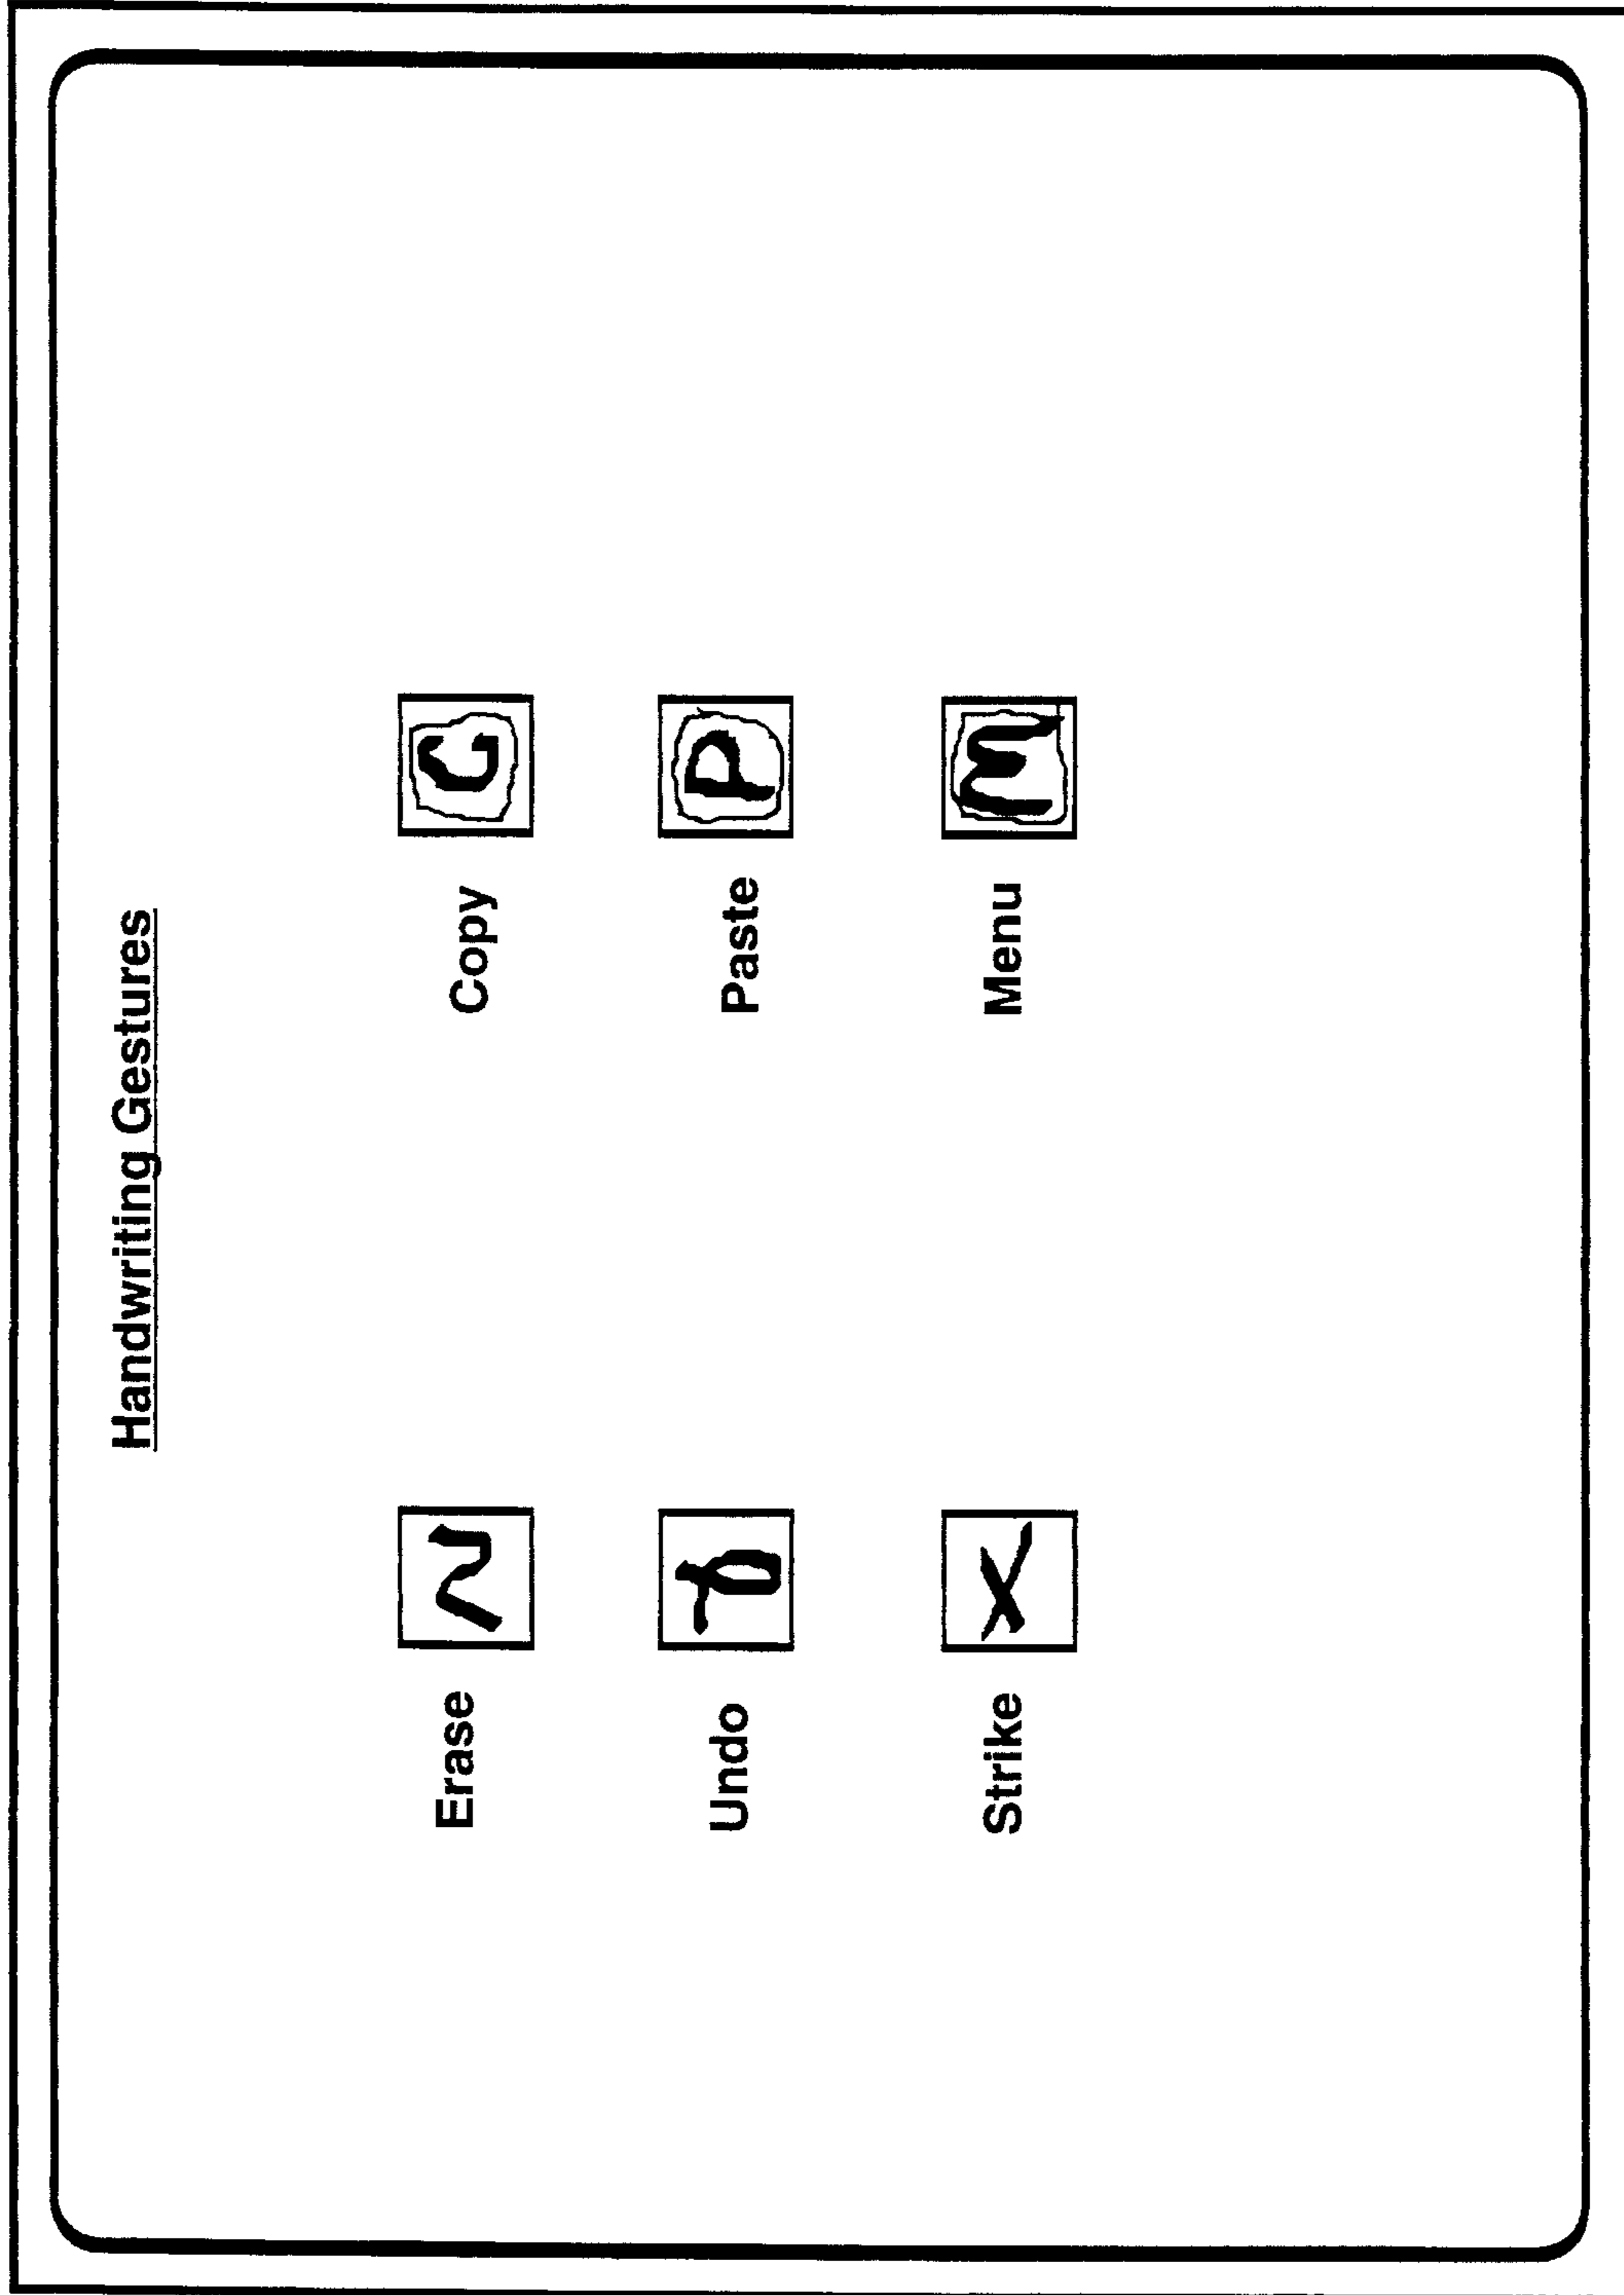 Handwriting Gestures
Erase
Copy G
Undo
Paste P
Strike X
Menu M